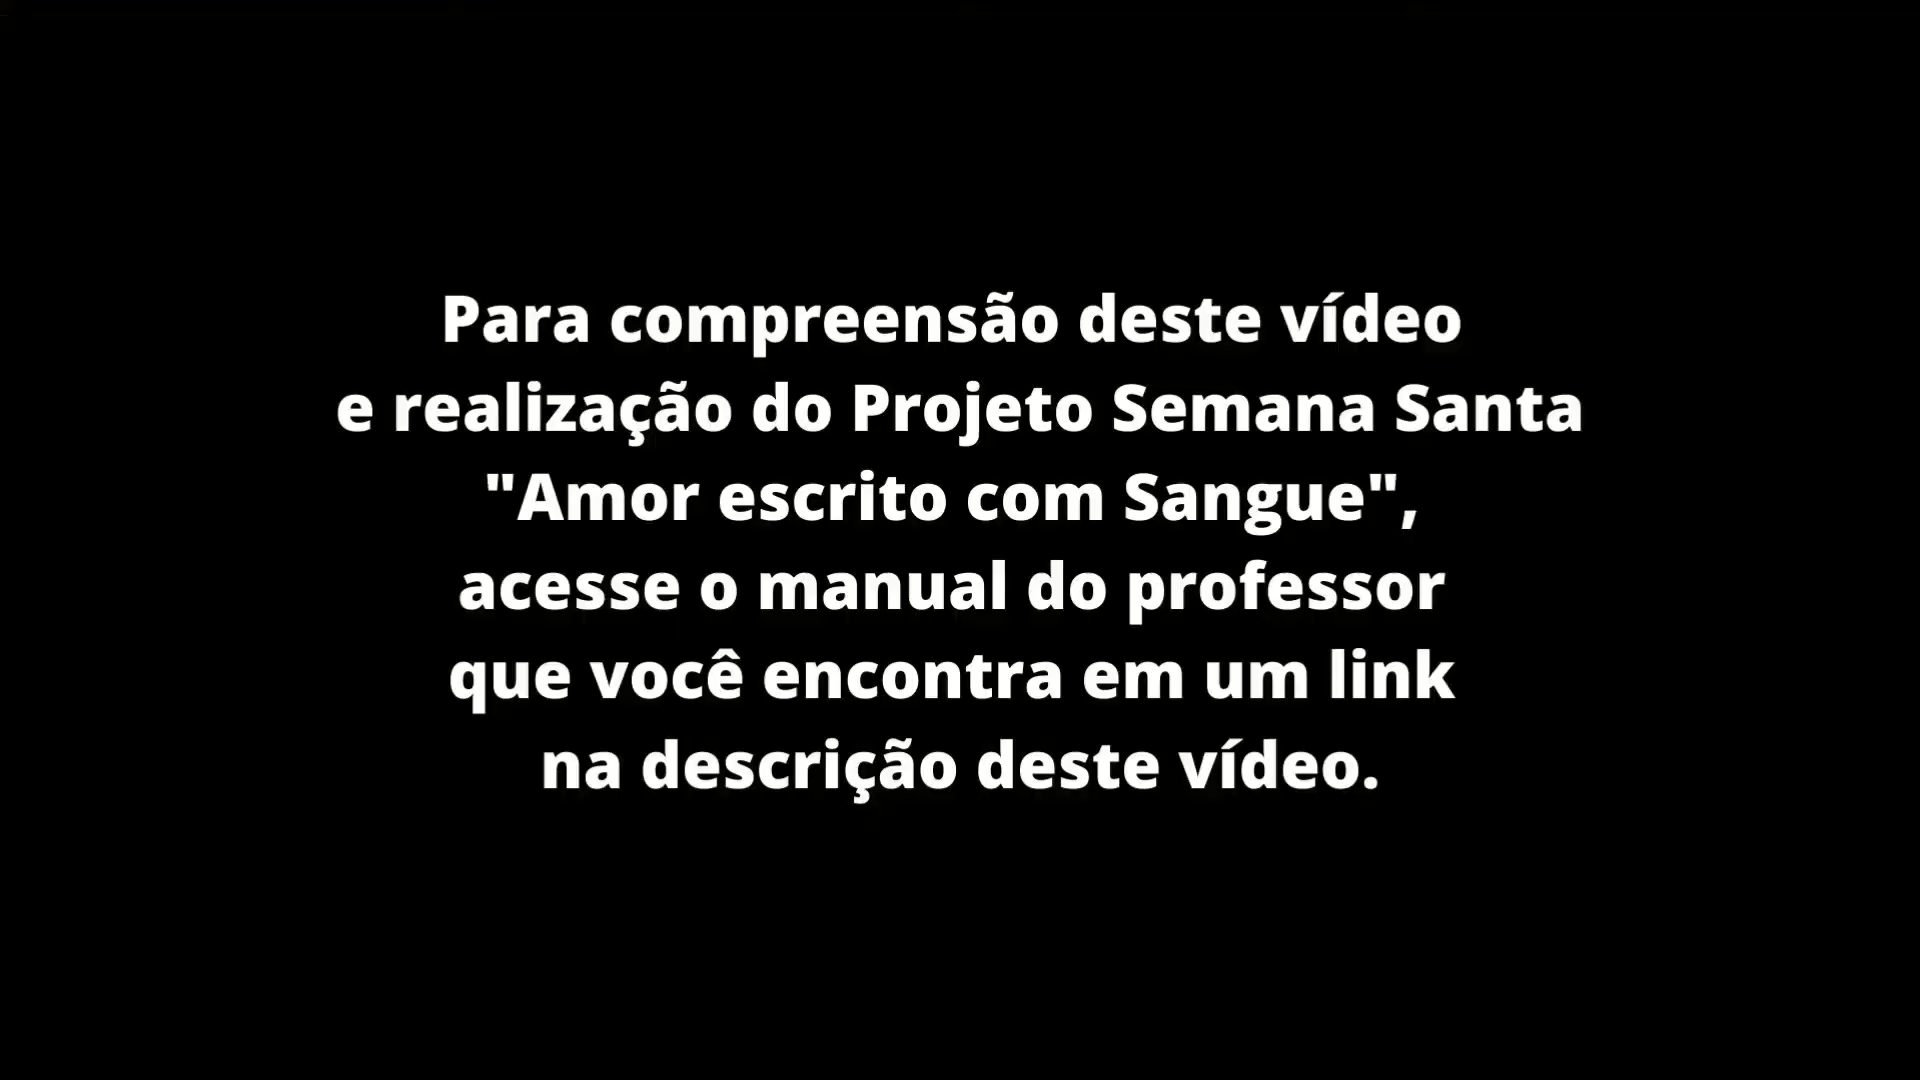 Para compreensão deste vídeo
e realização do Projeto Semana Santa
"Amor escrito com Sangue",
acesse o manual do professor
que você encontra em um link
na descrição deste vídeo.